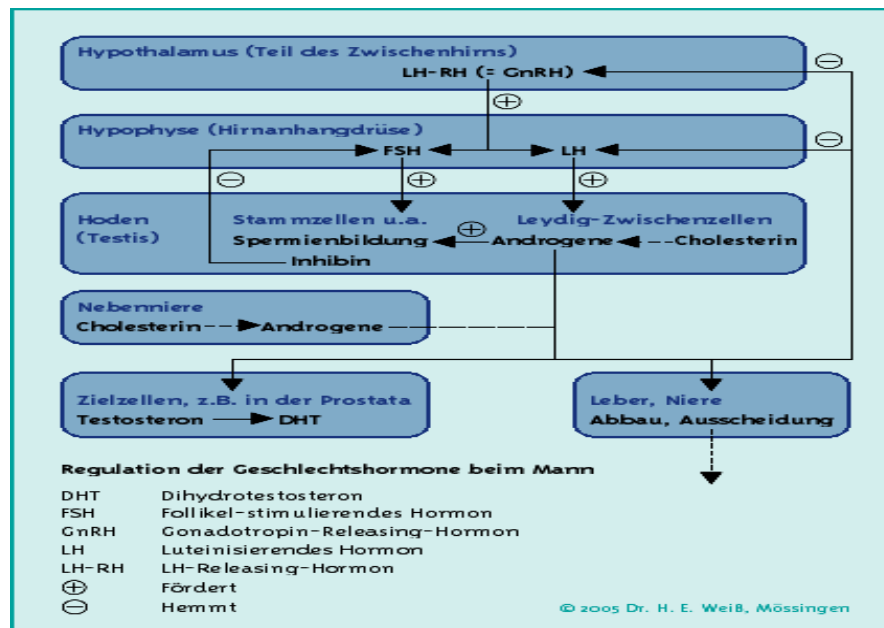 Hypothalamus (Teil des Zwischenhirns)
LH-RH (= GnRH)
Hypophyse (Hirnanhangdrüse)
FSH LH
Hoden (Testis)
Stammzellen u.a.
Leydig-Zwischenzellen
Spermienbildung Androgene Cholesterin
Inhibin
Nebenniere
Cholesterin Androgene
Zielzellen, z.B. in der Prostata
Testosteron DHT
Leber, Niere
Abbau, Ausscheidung
Regulation der Geschlechtshormone beim Mann
DHT Dihydrotestosteron
FSH Follikel-stimulierendes Hormon
GnRH Gonadotropin-Releasing-Hormon
LH Luteinisierendes Hormon
LH-RH LH-Releasing-Hormon
⊕ Fördert
⊖ Hemmt
© 2005 Dr. H. E. Weiß, Mössingen